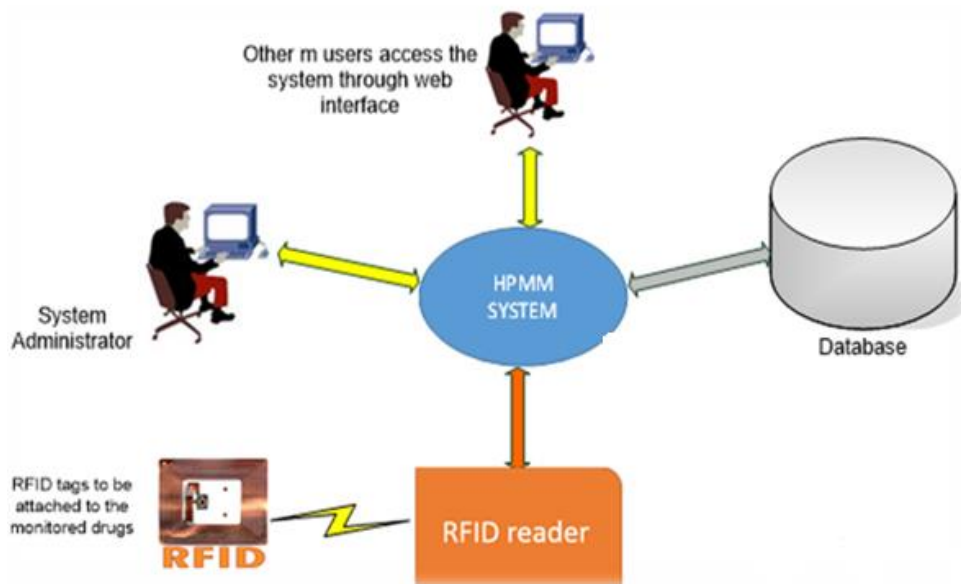 Other m users access the
system through web
interface
HPMM
SYSTEM
System
Administrator
Database
RFID tags to be
attached to the
monitored drugs
RFID
RFID reader